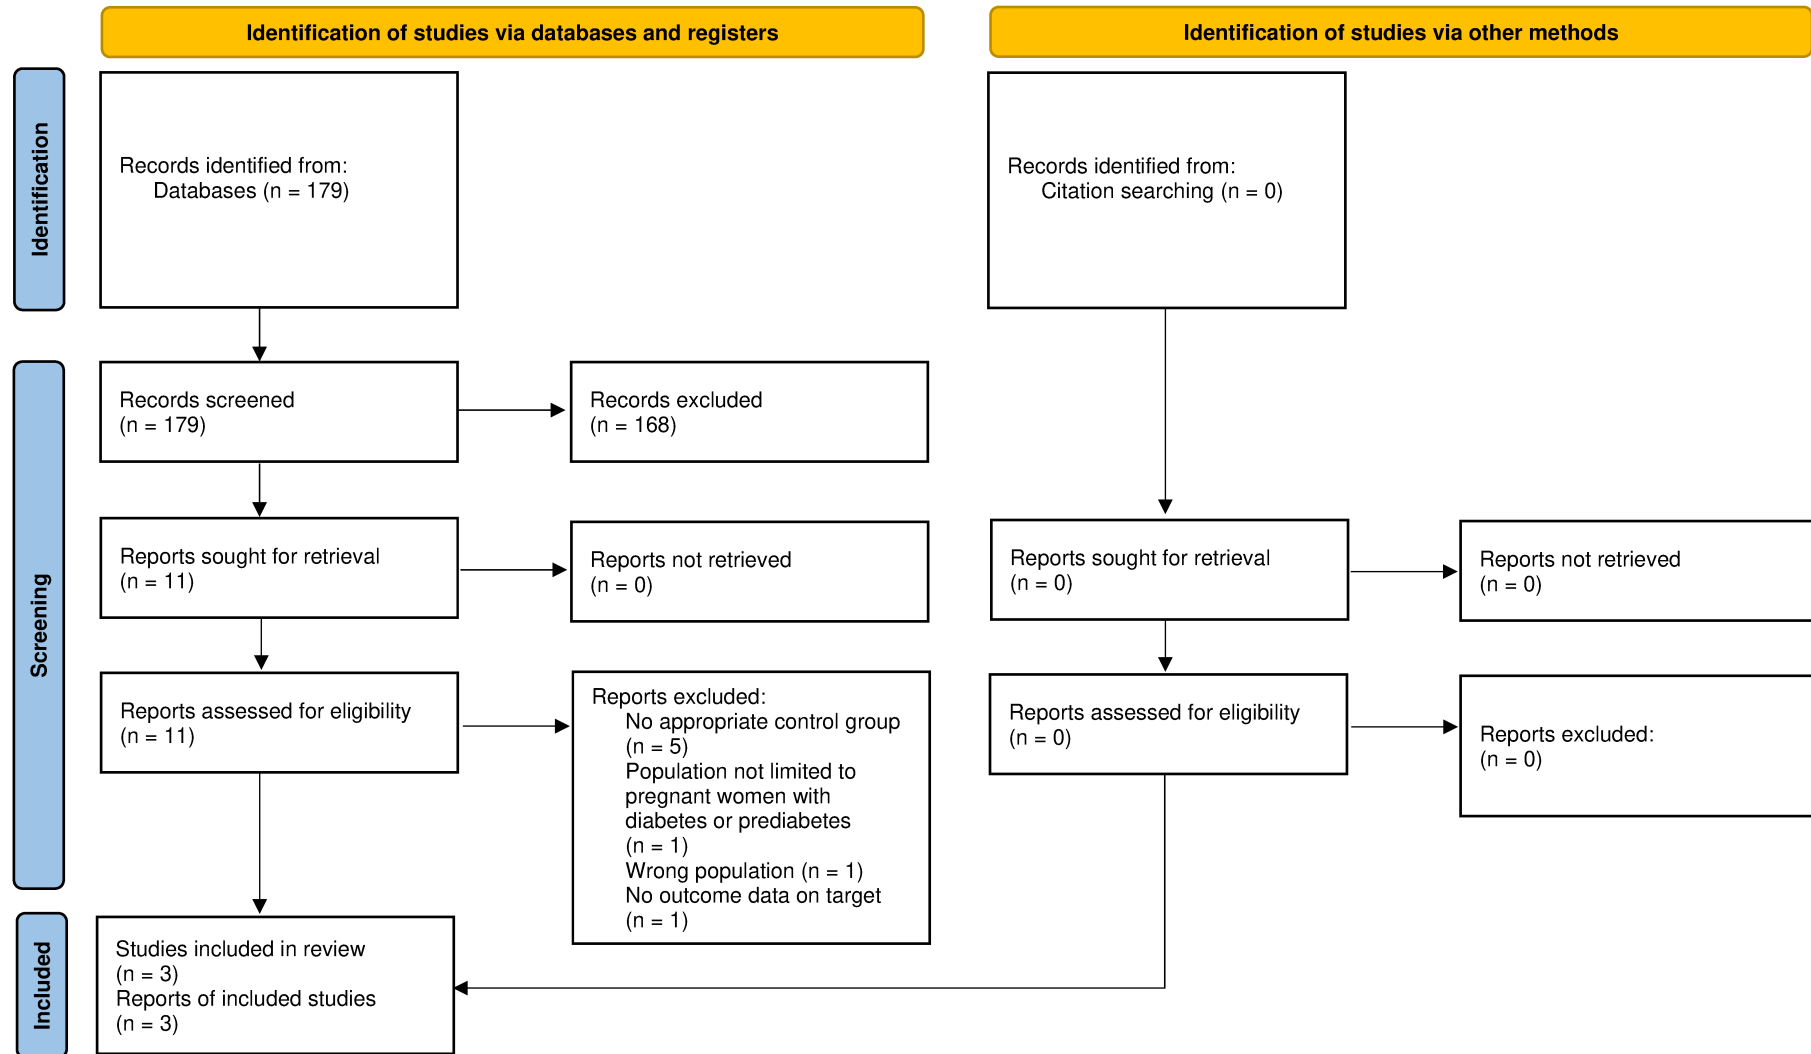 Identification of studies via databases and registers
Identification of studies via other methods
Identification
Records identified from:
Databases (n = 179)
Records identified from:
Citation searching (n = 0)
Screening
Records screened
(n = 179)
Records excluded
(n = 168)
Reports sought for retrieval
(n = 11)
Reports not retrieved
(n = 0)
Reports sought for retrieval
(n = 0)
Reports not retrieved
(n = 0)
Reports assessed for eligibility
(n = 11)
Reports excluded:
No appropriate control group
(n = 5)
Population not limited to
pregnant women with
diabetes or prediabetes
(n = 1)
Wrong population (n = 1)
No outcome data on target
(n = 1)
Reports assessed for eligibility
(n = 0)
Reports excluded:
(n = 0)
Included
Studies included in review
(n = 3)
Reports of included studies
(n = 3)